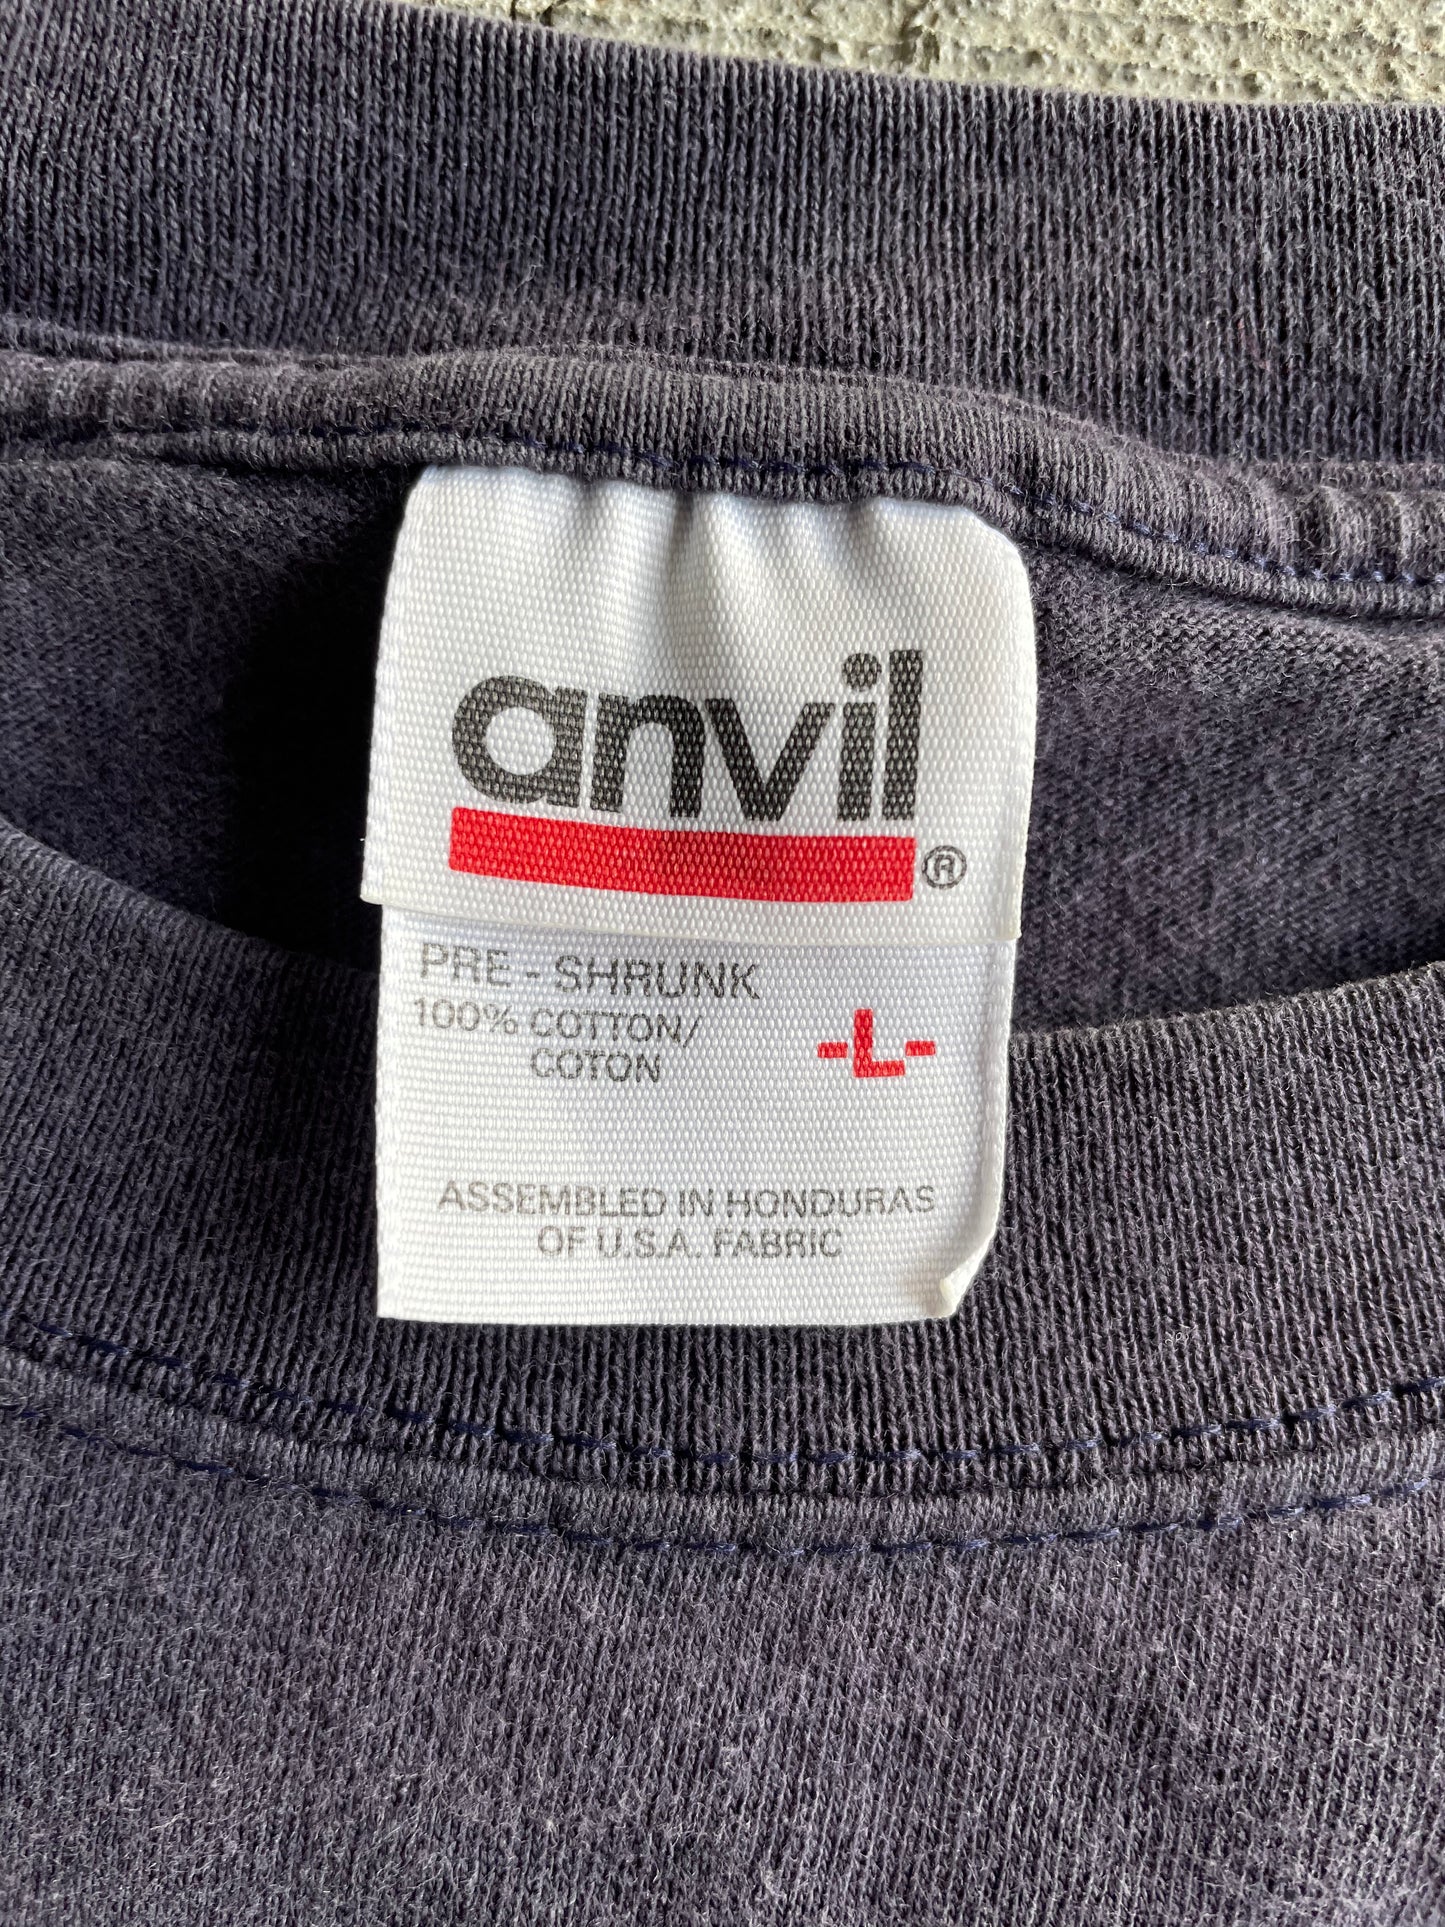 anvil®
PRE - SHRUNK
100% COTTON/
COTON
-L-
ASSEMBLED IN HONDURAS
OF U.S.A. FABRIC